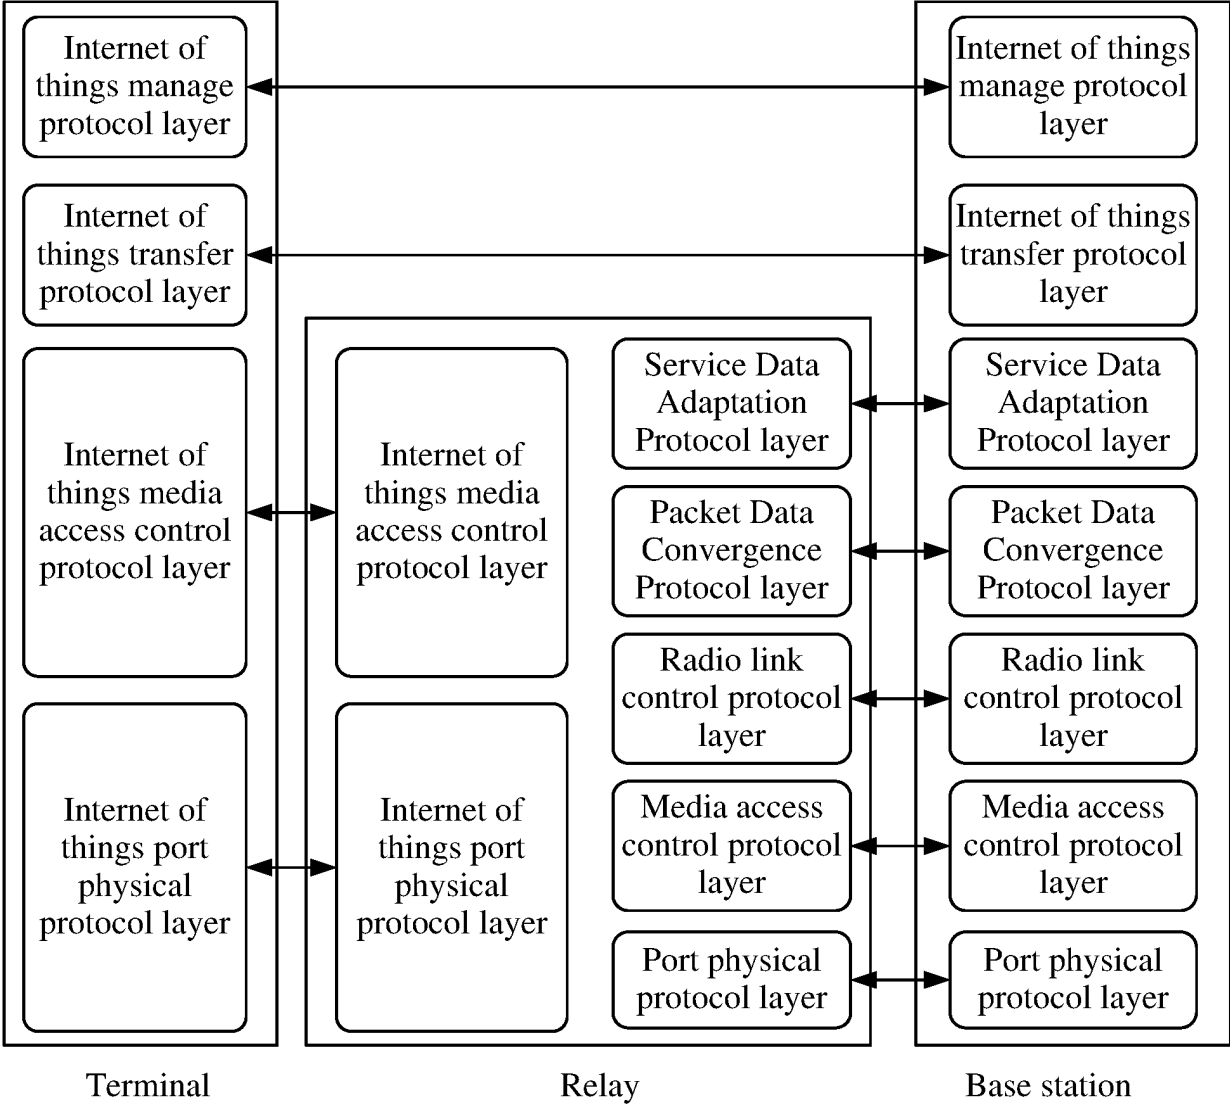 Internet of
things manage
protocol layer
Internet of things
manage protocol
layer
Internet of
things transfer
protocol layer
Internet of things
transfer protocol
layer
Internet of
things media
access control
protocol layer
Internet of
things media
access control
protocol layer
Service Data
Adaptation
Protocol layer
Service Data
Adaptation
Protocol layer
Packet Data
Convergence
Protocol layer
Packet Data
Convergence
Protocol layer
Radio link
control protocol
layer
Radio link
control protocol
layer
Internet of
things port
physical
protocol layer
Internet of
things port
physical
protocol layer
Media access
control protocol
layer
Media access
control protocol
layer
Port physical
protocol layer
Port physical
protocol layer
Terminal
Relay
Base station